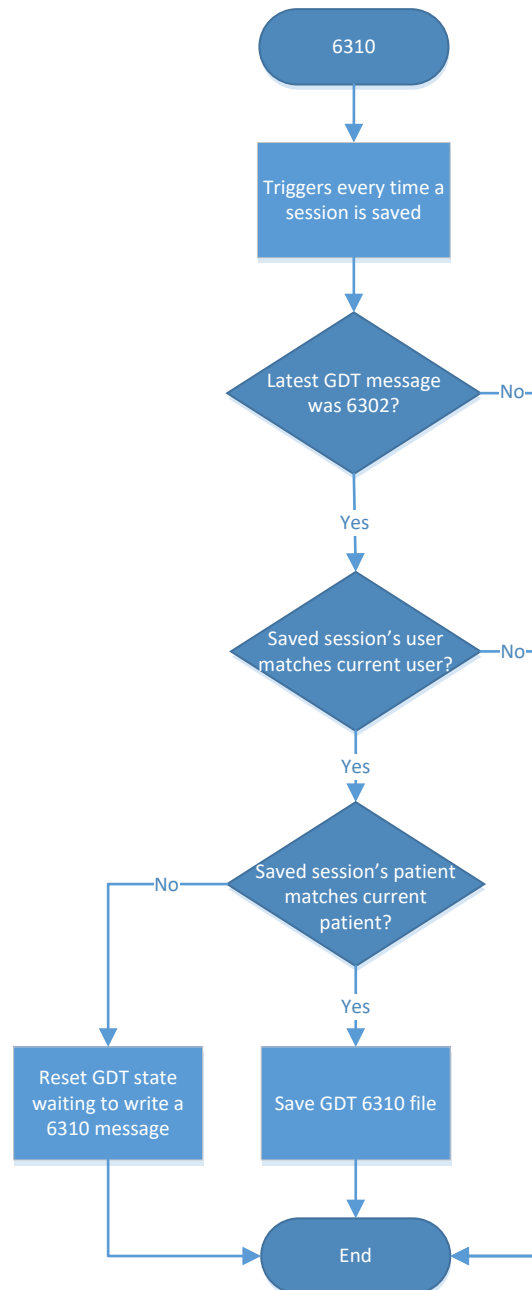 6310
Triggers every time a
session is saved
Latest GDT message
was 6302?
No
Yes
Saved session’s user
matches current user?
No
Yes
Saved session’s patient
matches current
patient?
No
Yes
Reset GDT state
waiting to write a
6310 message
Save GDT 6310 file
End